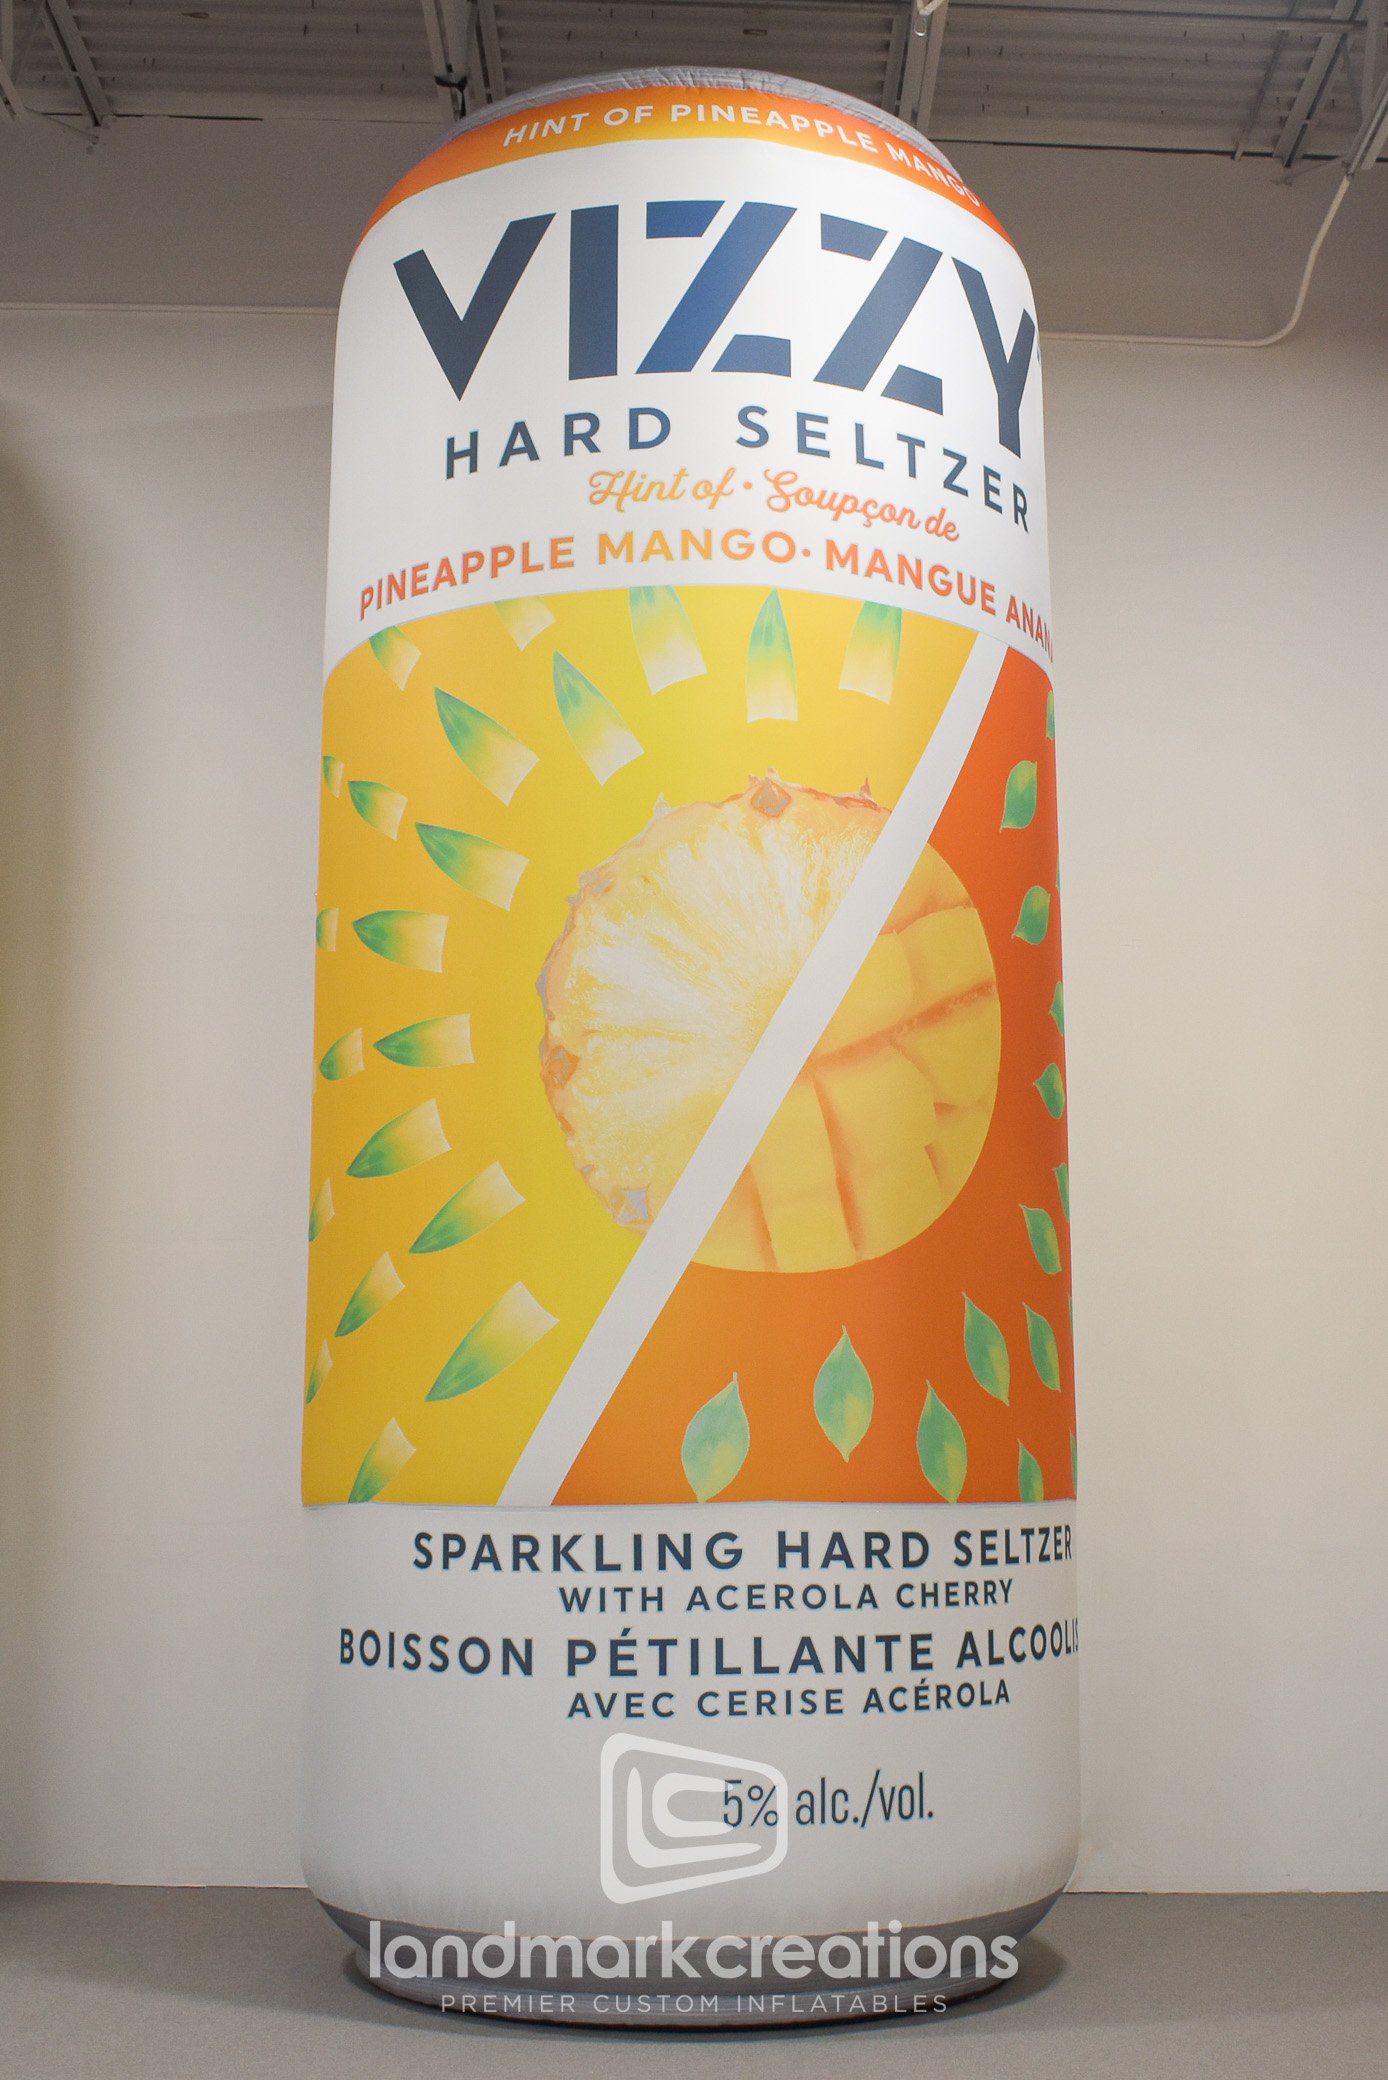 HINT OF PINEAPPLE MANGO
VIZZY
HARD SELTZER
Hint of • Soupçon de
PINEAPPLE MANGO • MANGUE
SPARKLING HARD SELTZER
WITH ACEROLA CHERRY
BOISSON PÉTILLANTE
AVEC CERISE ACÉROLA
5% alc./vol.
landmarkcreations
PREMIER CUSTOM INFLATABLES